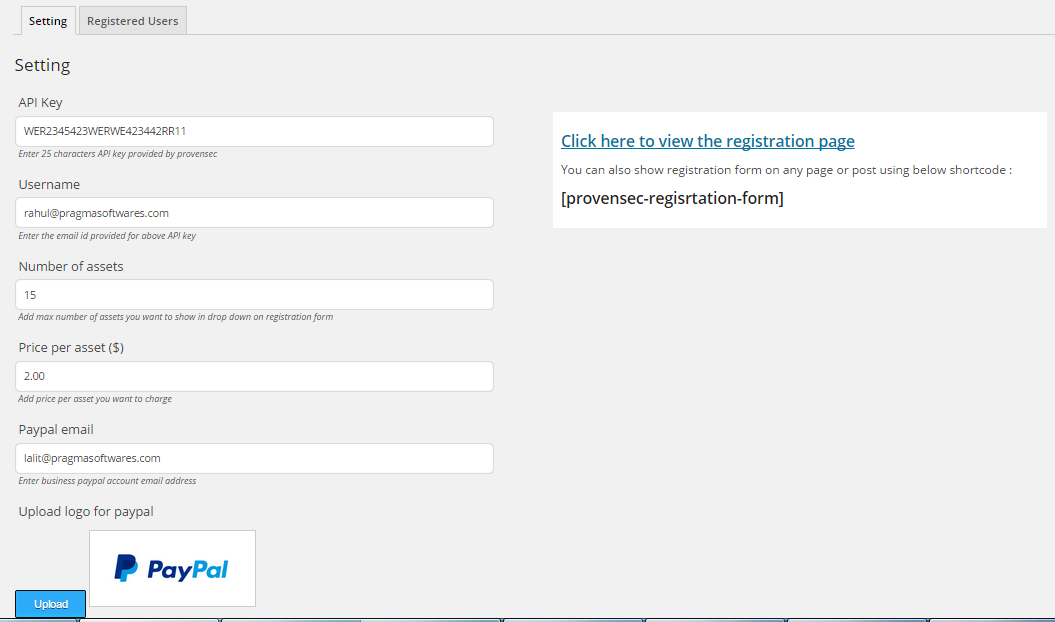 Setting
Registered Users
Setting
API Key
WER2345423WERWE423442RR11
Enter 25 characters API key provided by provensec
Username
rahul@pragmasoftwares.com
Enter the email id provided for above API key
Number of assets
15
Add max number of assets you want to show in drop down on registration form
Price per asset ($)
2.00
Add price per asset you want to charge
Paypal email
lalit@pragmasoftwares.com
Enter business paypal account email address
Upload logo for paypal
PayPal
Upload
Click here to view the registration page
You can also show registration form on any page or post using below shortcode :
[provensec-regisrtation-form]